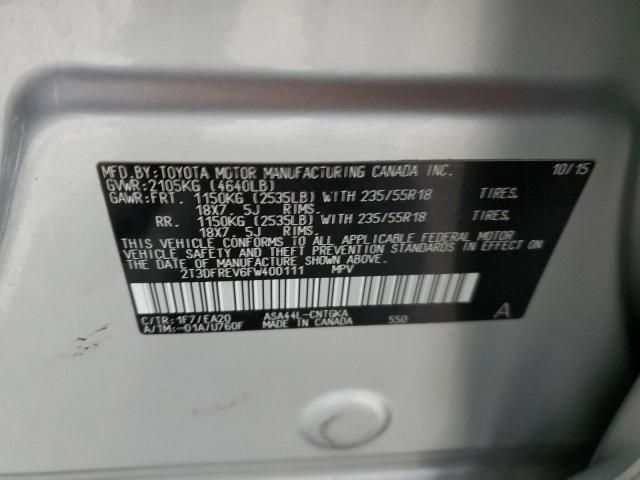 MFD.BY:TOYOTA MOTOR MANUFACTURING CANADA INC. 10/15
GVWR:2105KG (4640LB)
GAWR:FRT. 1150KG (2535LB) WITH 235/55R18 TIRES.
18X7 5J RIMS.
RR. 1150KG (2535LB) WITH 235/55R18 TIRES.
18X7 5J RIMS.
THIS VEHICLE CONFORMS TO ALL APPLICABLE FEDERAL MOTOR
VEHICLE SAFETY AND THEFT PREVENTION STANDARDS IN EFFECT
ON THE DATE OF MANUFACTURE SHOWN ABOVE.
2T3DFREV6FW400111 MPV
C/TR:1F7/EA20 ASA44L-CNTGKA
A/TM:-01A/U760F MADE IN CANADA 550 A